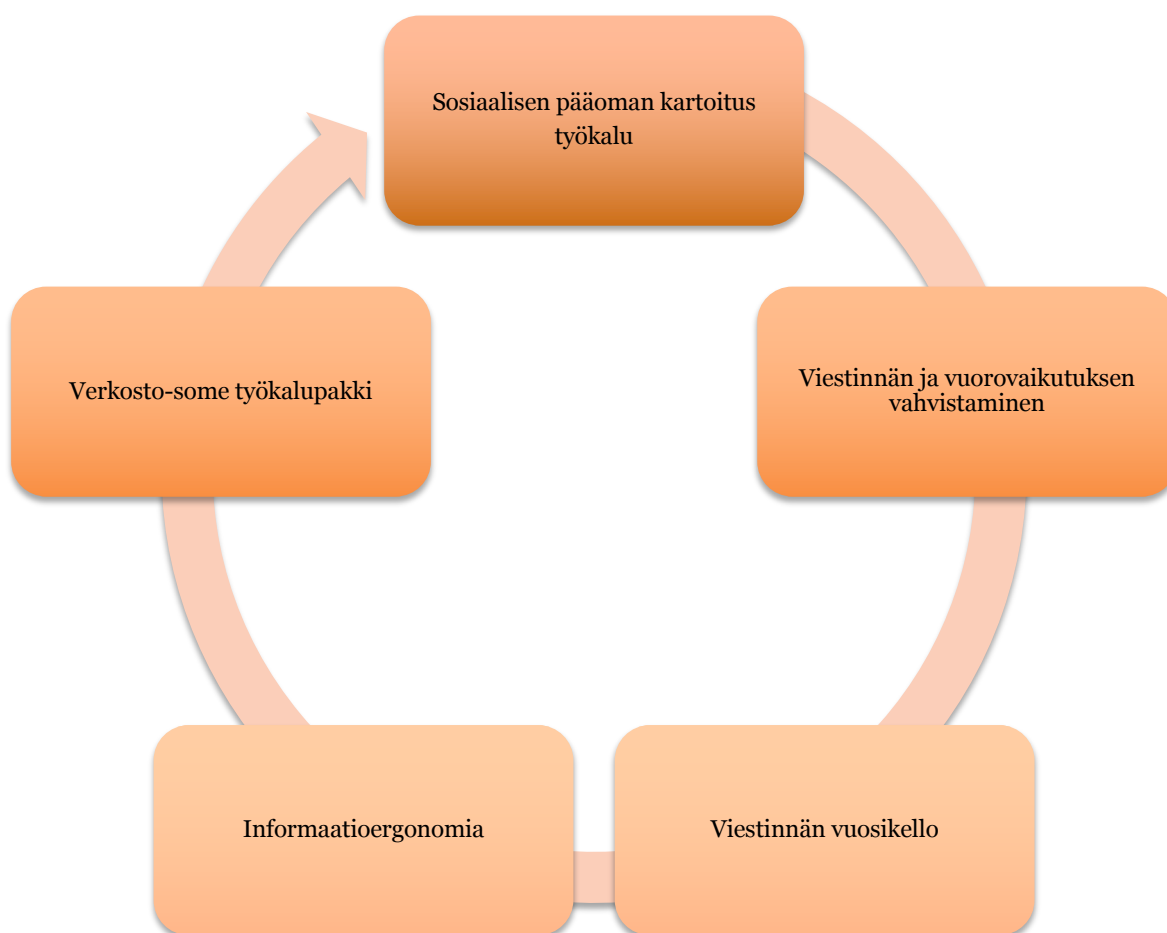 Sosiaalisen pääoman kartoitus
työkalu
Viestinnän ja vuorovaikutuksen
vahvistaminen
Viestinnän vuosikello
Informaatioergonomia
Verkosto-some työkalupakki